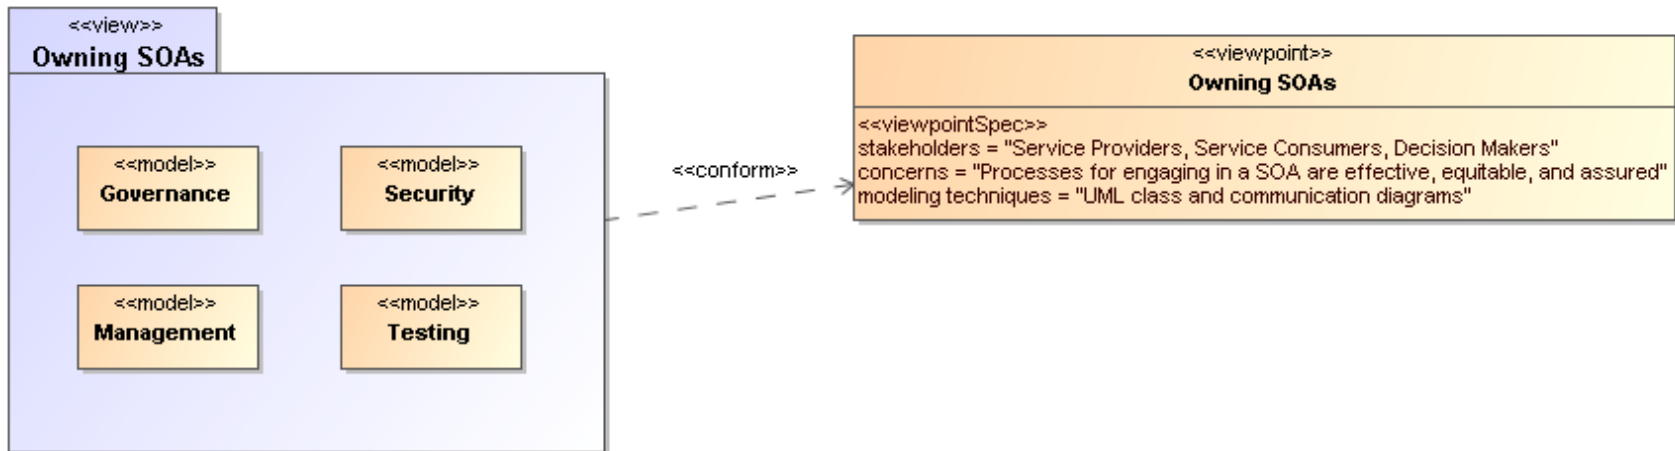 <<view>>
Owning SOAs
<<model>>
Governance
<<model>>
Security
<<model>>
Management
<<model>>
Testing
<<conform>>
<<viewpoint>>
Owning SOAs
<<viewpointSpec>>
stakeholders = "Service Providers, Service Consumers, Decision Makers"
concerns = "Processes for engaging in a SOA are effective, equitable, and assured"
modeling techniques = "UML class and communication diagrams"